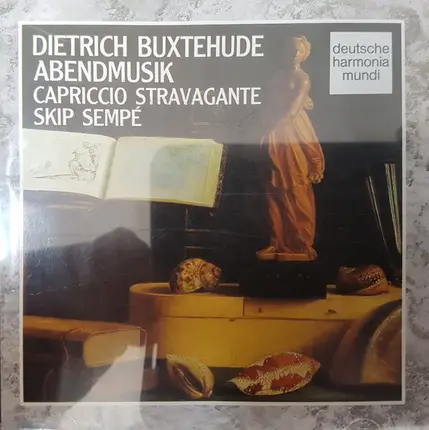 DIETRICH BUXTEHUDE
ABENDMUSIK
CAPRICCIO STRAVAGANTE
SKIP SEMPÉ
deutsche
harmonia
mundi